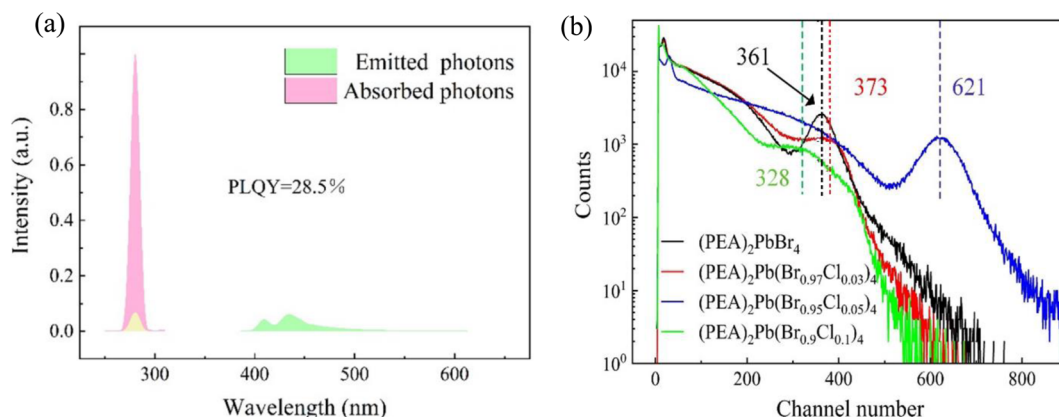 (a)
Emitted photons
Absorbed photons
PLQY=28.5%
Intensity (a.u.)
1.0
0.8
0.6
0.4
0.2
0.0
300
400
500
600
Wavelength (nm)
(b)
361
373
621
328
Counts
10⁴
10³
10²
10¹
10⁰
(PEA)₂PbBr₄
(PEA)₂Pb(Br₀.₉₇Cl₀.₀₃)₄
(PEA)₂Pb(Br₀.₉₅Cl₀.₀₅)₄
(PEA)₂Pb(Br₀.₉Cl₀.₁)₄
0
200
400
600
800
Channel number